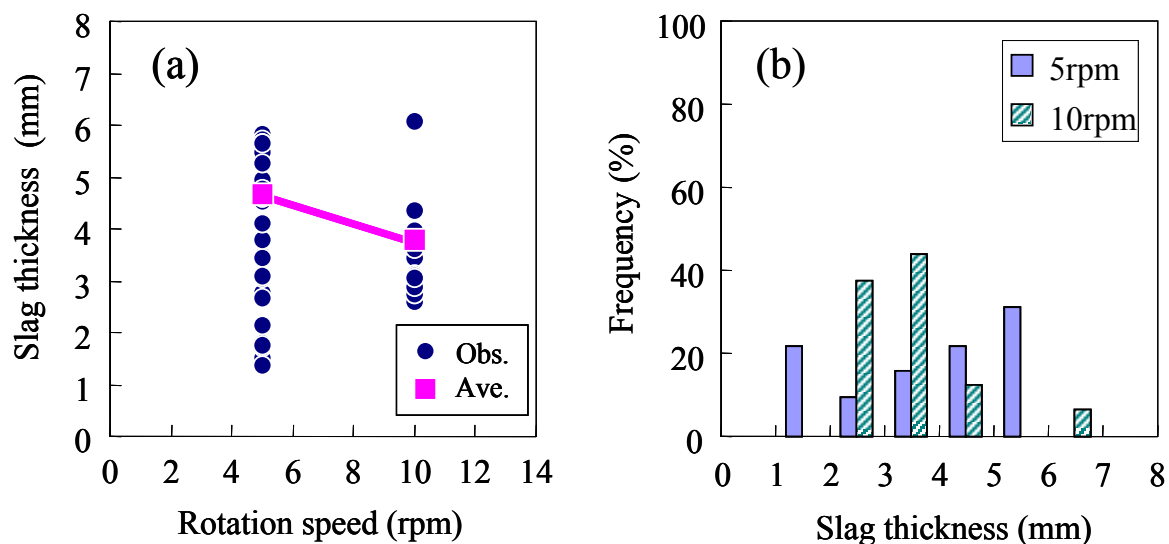 (a)
Slag thickness (mm)
8
7
6
5
4
3
2
1
0
0 2 4 6 8 10 12 14
Rotation speed (rpm)
Obs.
Ave.
(b)
Frequency (%)
100
80
60
40
20
0
0 1 2 3 4 5 6 7 8
Slag thickness (mm)
5rpm
10rpm